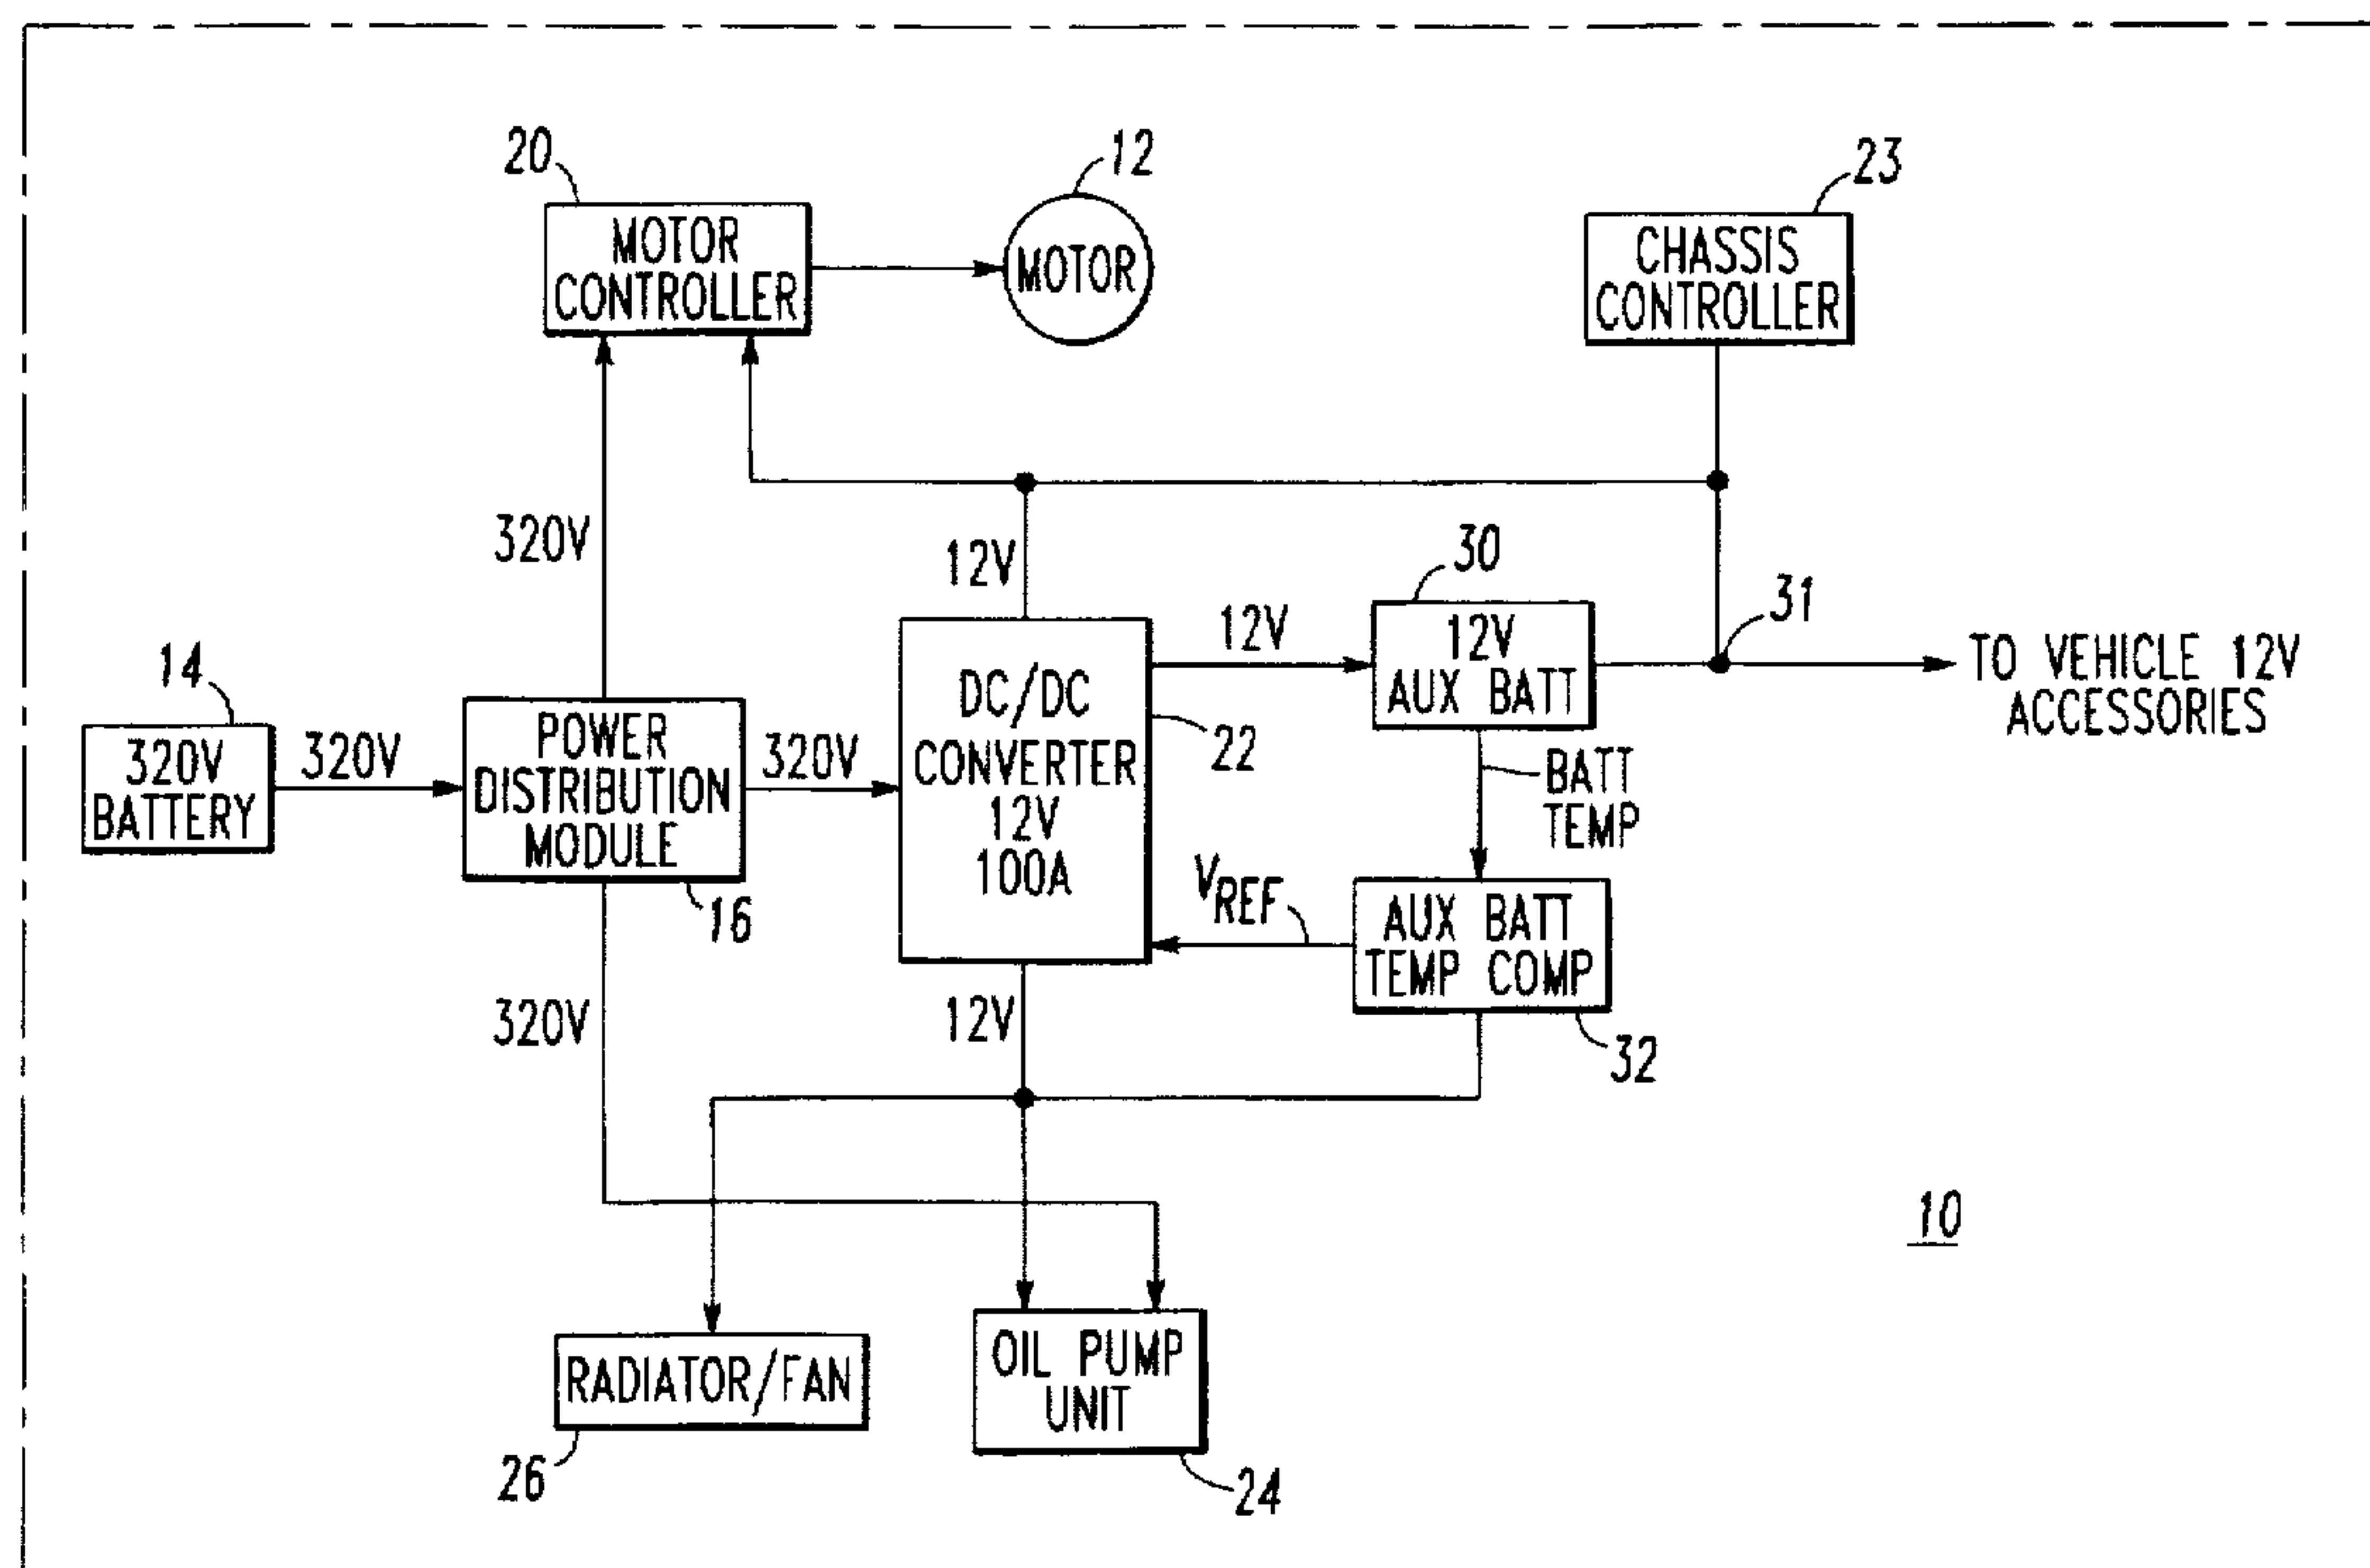 20
12
23
MOTOR
CONTROLLER
MOTOR
CHASSIS
CONTROLLER
320V
12V
30
12V
12V
AUX BATT
31
TO VEHICLE 12V
ACCESSORIES
14
320V
BATTERY
320V
POWER
DISTRIBUTION
MODULE
16
320V
DC/DC
CONVERTER
12V
100A
22
BATT
TEMP
VREF
AUX BATT
TEMP COMP
32
320V
12V
10
RADIATOR/FAN
26
OIL PUMP
UNIT
24